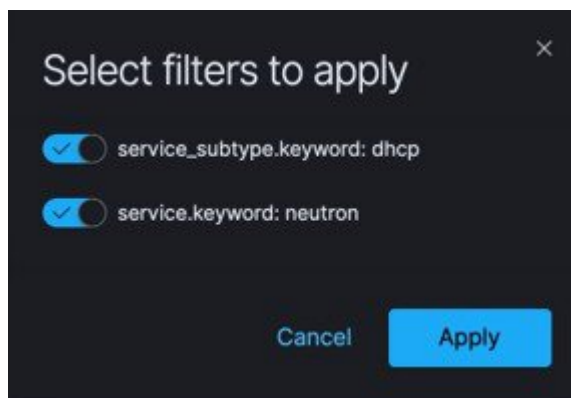 Select filters to apply
service_subtype.keyword: dhcp
service.keyword: neutron
Cancel
Apply